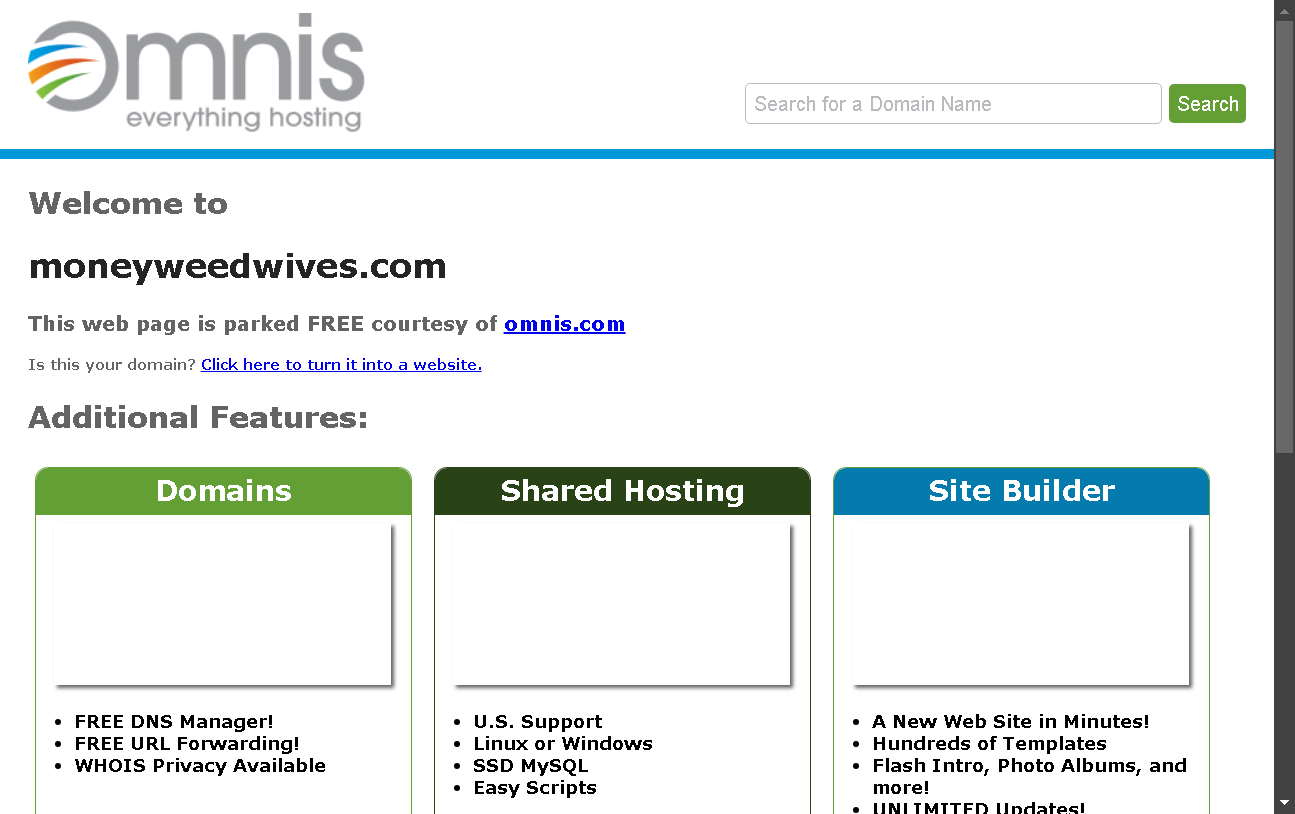 Omnis
everything hosting
Search for a Domain Name
Search
Welcome to
moneyweedwives.com
This web page is parked FREE courtesy of omnis.com
Is this your domain? Click here to turn it into a website.
Additional Features:
Domains
FREE DNS Manager!
FREE URL Forwarding!
WHOIS Privacy Available
Shared Hosting
U.S. Support
Linux or Windows
SSD MySQL
Easy Scripts
Site Builder
A New Web Site in Minutes!
Hundreds of Templates
Flash Intro, Photo Albums, and
more!
UNLIMITED Updates!